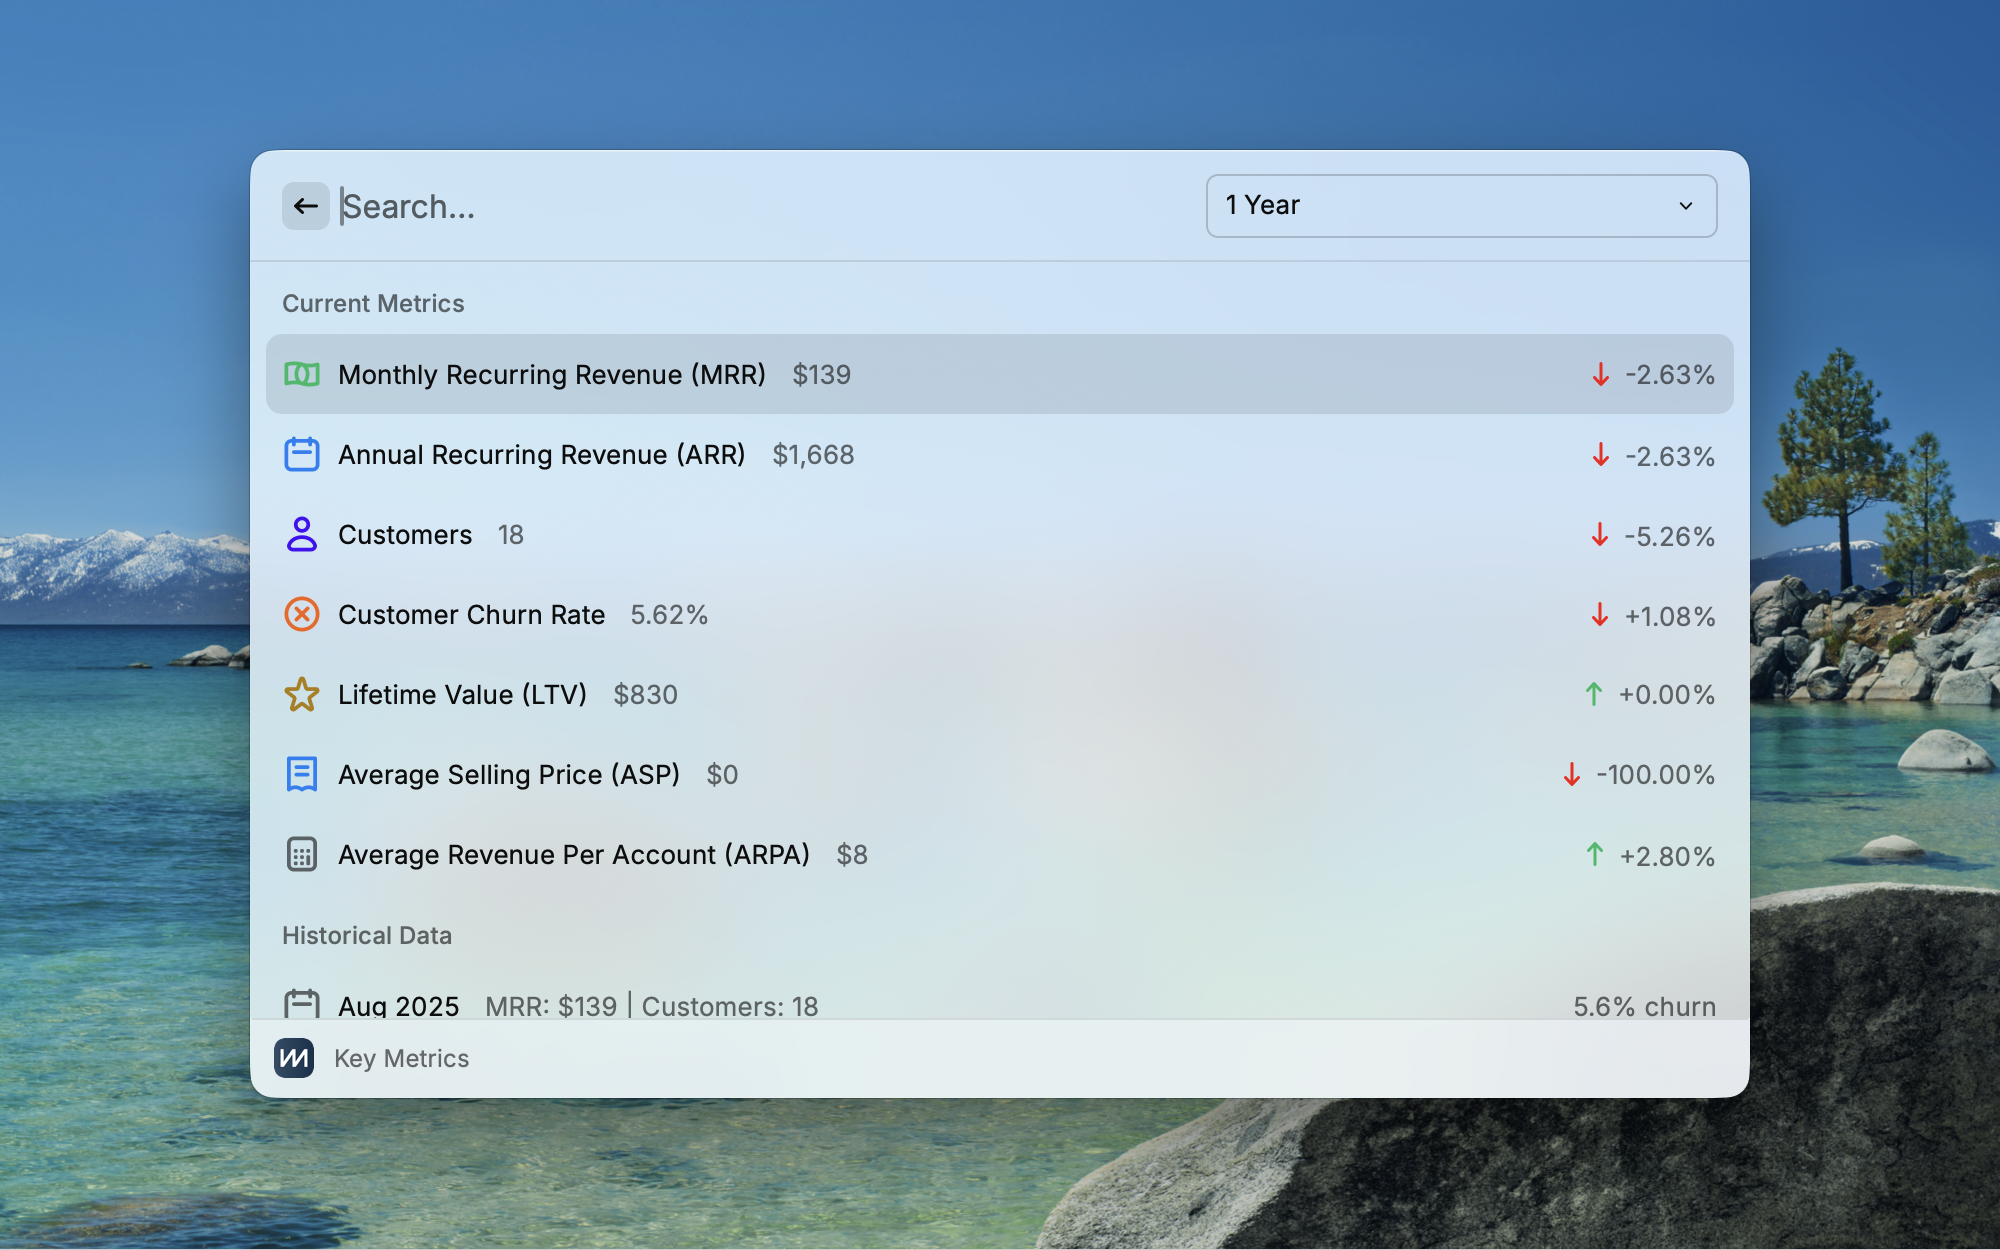 Search...
1 Year
Current Metrics
Monthly Recurring Revenue (MRR) $139 -2.63%
Annual Recurring Revenue (ARR) $1,668 -2.63%
Customers 18 -5.26%
Customer Churn Rate 5.62% +1.08%
Lifetime Value (LTV) $830 +0.00%
Average Selling Price (ASP) $0 -100.00%
Average Revenue Per Account (ARPA) $8 +2.80%
Historical Data
Aug 2025 MRR: $139 | Customers: 18 5.6% churn
Key Metrics